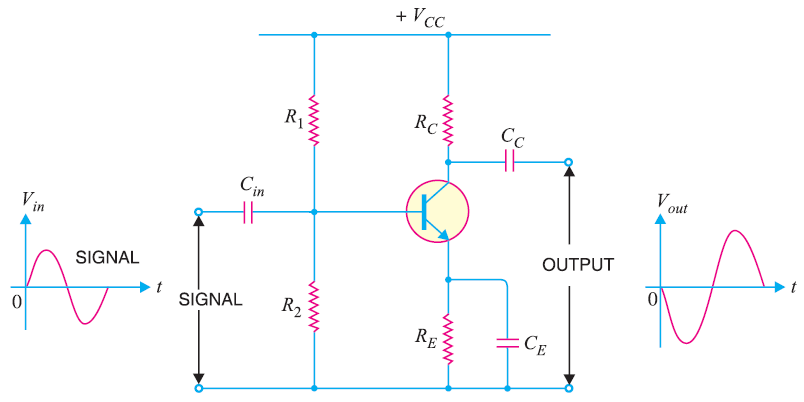 + V_CC
R_1
R_C
C_C
C_in
V_in
SIGNAL
t
0
SIGNAL
R_2
R_E
C_E
OUTPUT
V_out
t
0